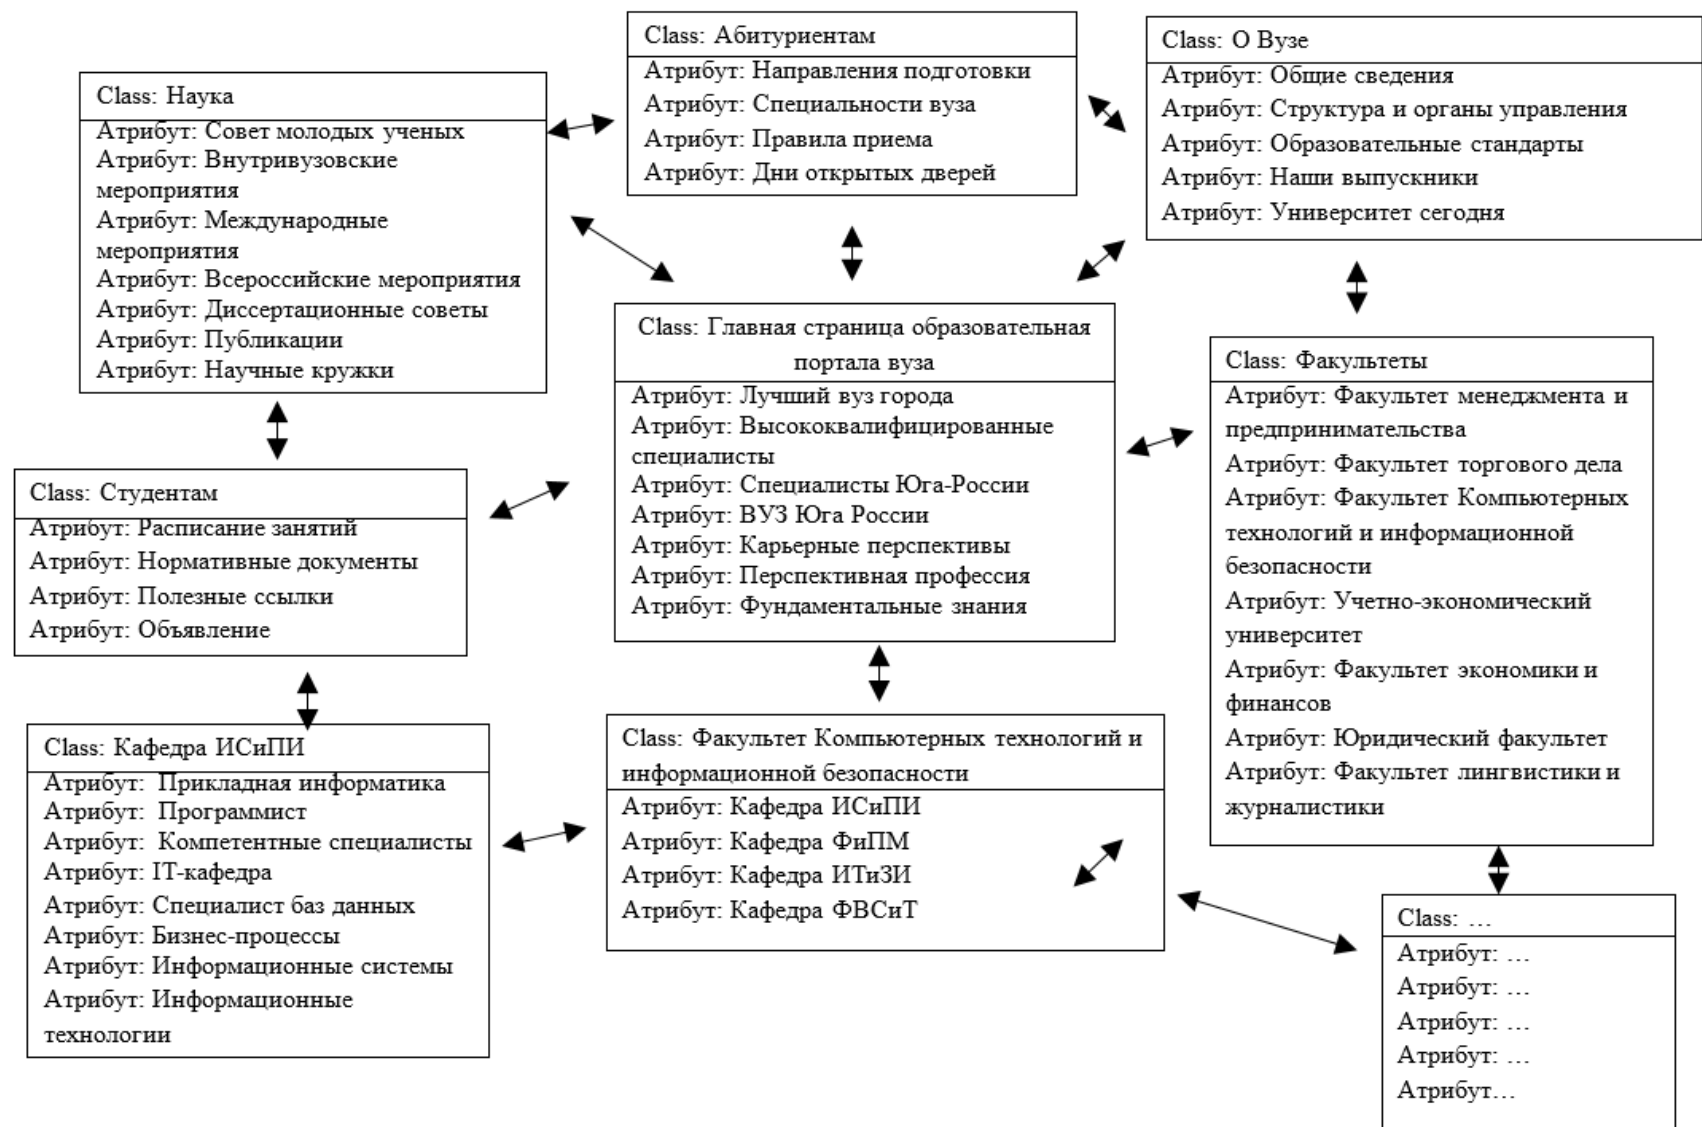 Class: Абитуриентам
Атрибут: Направления подготовки
Атрибут: Специальности вуза
Атрибут: Правила приема
Атрибут: Дни открытых дверей
Class: О Вузе
Атрибут: Общие сведения
Атрибут: Структура и органы управления
Атрибут: Образовательные стандарты
Атрибут: Наши выпускники
Атрибут: Университет сегодня
Class: Наука
Атрибут: Совет молодых ученых
Атрибут: Внутривузовские
мероприятия
Атрибут: Международные
мероприятия
Атрибут: Всероссийские мероприятия
Атрибут: Диссертационные советы
Атрибут: Публикации
Атрибут: Научные кружки
Class: Главная страница образовательная
портала вуза
Атрибут: Лучший вуз города
Атрибут: Высококвалифицированные
специалисты
Атрибут: Специалисты Юга-России
Атрибут: ВУЗ Юга России
Атрибут: Карьерные перспективы
Атрибут: Перспективная профессия
Атрибут: Фундаментальные знания
Class: Факультеты
Атрибут: Факультет менеджмента и
предпринимательства
Атрибут: Факультет торгового дела
Атрибут: Факультет Компьютерных
технологий и информационной
безопасности
Атрибут: Учетно-экономический
университет
Атрибут: Факультет экономики и
финансов
Атрибут: Юридический факультет
Атрибут: Факультет лингвистики и
журналистики
Class: Студентам
Атрибут: Расписание занятий
Атрибут: Нормативные документы
Атрибут: Полезные ссылки
Атрибут: Объявление
Class: Кафедра ИСиПИ
Атрибут: Прикладная информатика
Атрибут: Программист
Атрибут: Компетентные специалисты
Атрибут: IT-кафедра
Атрибут: Специалист баз данных
Атрибут: Бизнес-процессы
Атрибут: Информационные системы
Атрибут: Информационные
технологии
Class: Факультет Компьютерных технологий и
информационной безопасности
Атрибут: Кафедра ИСиПИ
Атрибут: Кафедра ФиПМ
Атрибут: Кафедра ИТиЗИ
Атрибут: Кафедра ФВСиТ
Class: …
Атрибут: …
Атрибут: …
Атрибут: …
Атрибут: …
Атрибут…